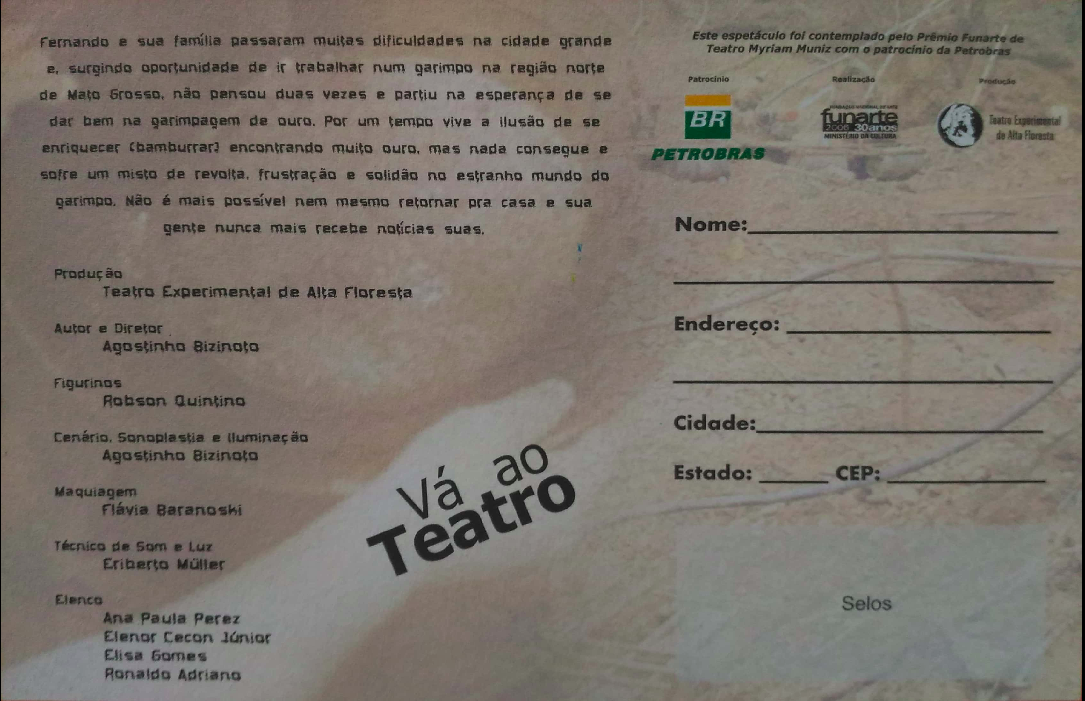 Fernando e sua família passaram muitas dificuldades na cidade grande
e, surgindo oportunidade de ir trabalhar num garimpo na região norte
de Mato Grosso, não pensou duas vezes e partiu na esperança de se
dar bem na garimpagem de ouro. Por um tempo vive a ilusão de se
enriquecer (bamburrar) encontrando muito ouro, mas nada consegue e
sofre um misto de revolta, frustração e solidão no estranho mundo do
garimpo. Não é mais possível nem mesmo retornar pra casa e sua
gente nunca mais recebe notícias suas.
Produção
Teatro Experimental de Alta Floresta
Autor e Diretor
Agostinho Bizinoto
Figurinos
Robson Quintino
Cenário, Sonoplastia e Iluminação
Agostinho Bizinoto
Maquiagem
Flávia Baranoski
Técnico de Som e Luz
Eriberto Müller
Elenco
Ana Paula Perez
Elenor Cecon Júnior
Elisa Gomes
Ronaldo Adriano
Vá ao
Teatro
Este espetáculo foi contemplado pelo Prêmio Funarte de
Teatro Myriam Muniz com o patrocínio da Petrobras
Patrocínio
BR
PETROBRAS
Realização
FUNDAÇÃO NACIONAL DE ARTE
funarte
2006 30anos
MINISTÉRIO DA CULTURA
Produção
Teatro Experimental
de Alta Floresta
Nome:
Endereço:
Cidade:
Estado: CEP:
Selos